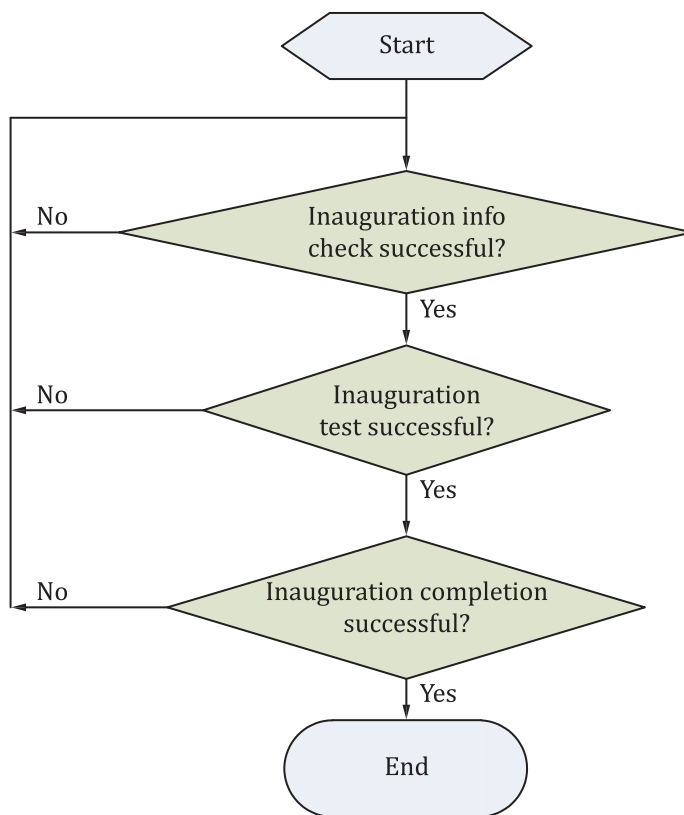 Start
Inauguration info
check successful?
No
Yes
Inauguration
test successful?
No
Yes
Inauguration completion
successful?
No
Yes
End